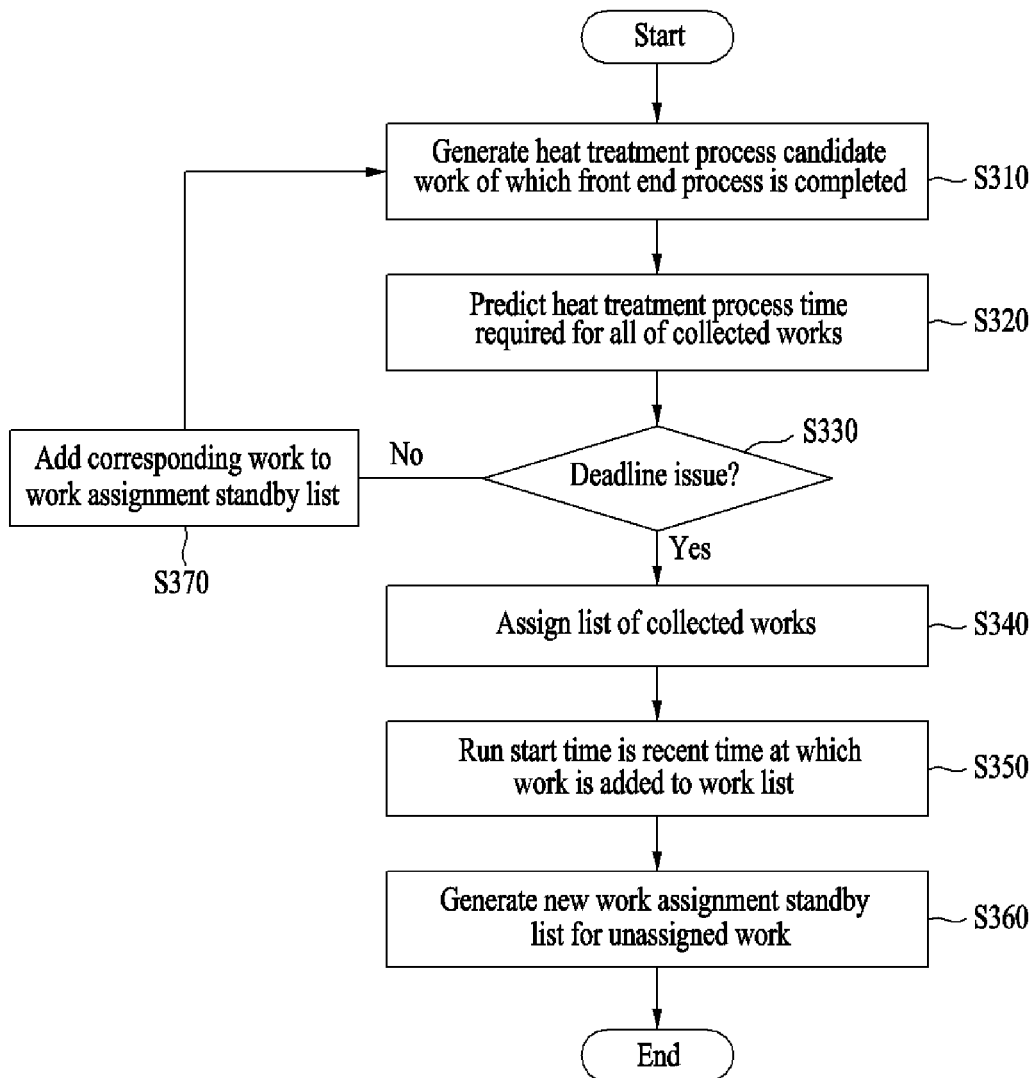 Start
Generate heat treatment process candidate
work of which front end process is completed
S310
Predict heat treatment process time
required for all of collected works
S320
S330
Deadline issue?
No
Add corresponding work to
work assignment standby list
S370
Yes
Assign list of collected works
S340
Run start time is recent time at which
work is added to work list
S350
Generate new work assignment standby
list for unassigned work
S360
End